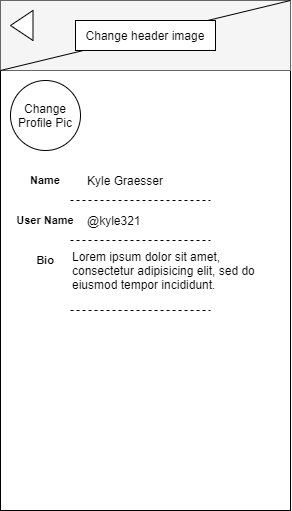 Change header image
Change
Profile Pic
Name
Kyle Graesser
User Name
@kyle321
Bio
Lorem ipsum dolor sit amet,
consectetur adipisicing elit, sed do
eiusmod tempor incididunt.